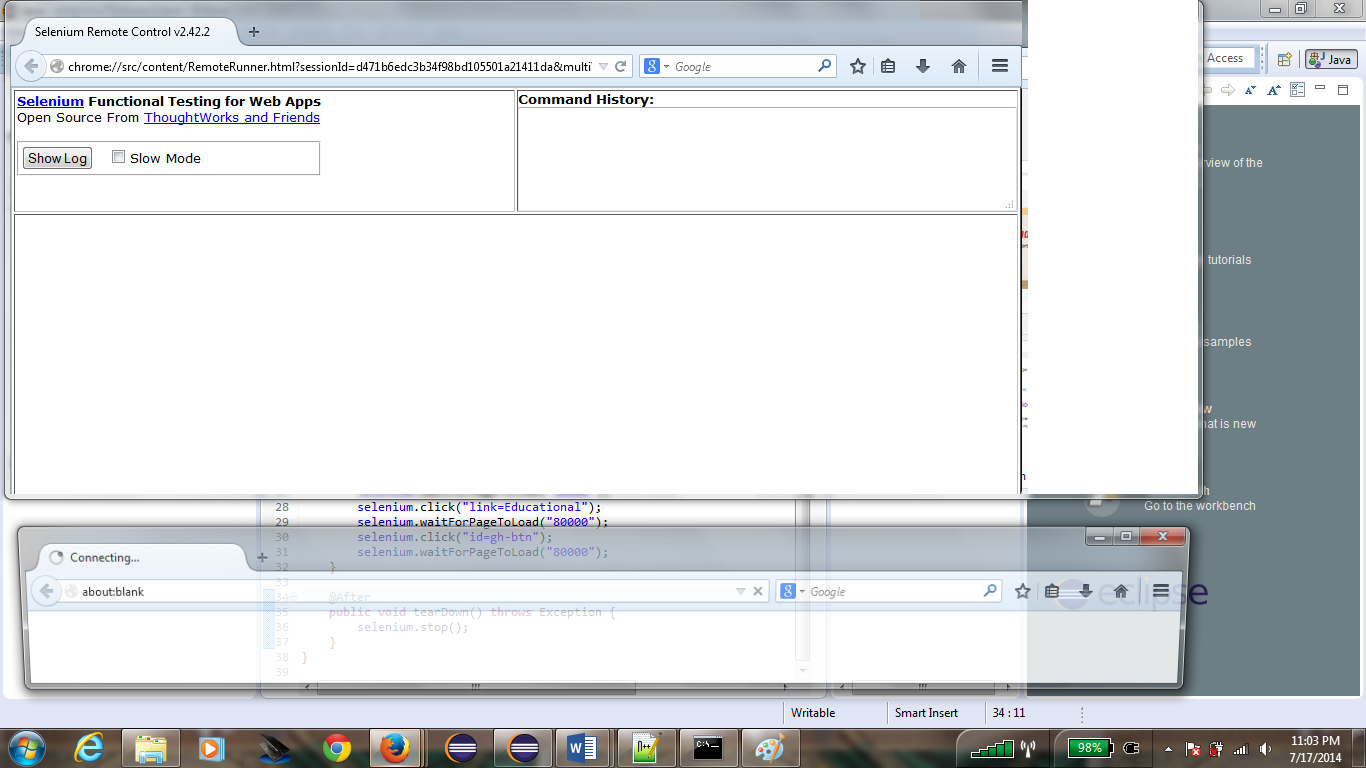 Selenium Remote Control v2.42.2
chrome://src/content/RemoteRunner.html?sessionId=d471b6edc3b34f98bd105501a21411da&multi
Google
Access
Java
Selenium Functional Testing for Web Apps
Open Source From ThoughtWorks and Friends
Show Log
Slow Mode
Command History:
rview of the
tutorials
samples
w
hat is new
h
Go to the workbench
28 selenium.click("link=Educational");
29 selenium.waitForPageToLoad("80000");
30 selenium.click("id=gh-btn");
31 selenium.waitForPageToLoad("80000");
32 }
33
34 @After
35 public void tearDown() throws Exception {
36 selenium.stop();
37 }
38 }
39
Connecting...
about:blank
Google
eclipse
Writable
Smart Insert
34 : 11
98%
11:03 PM
7/17/2014